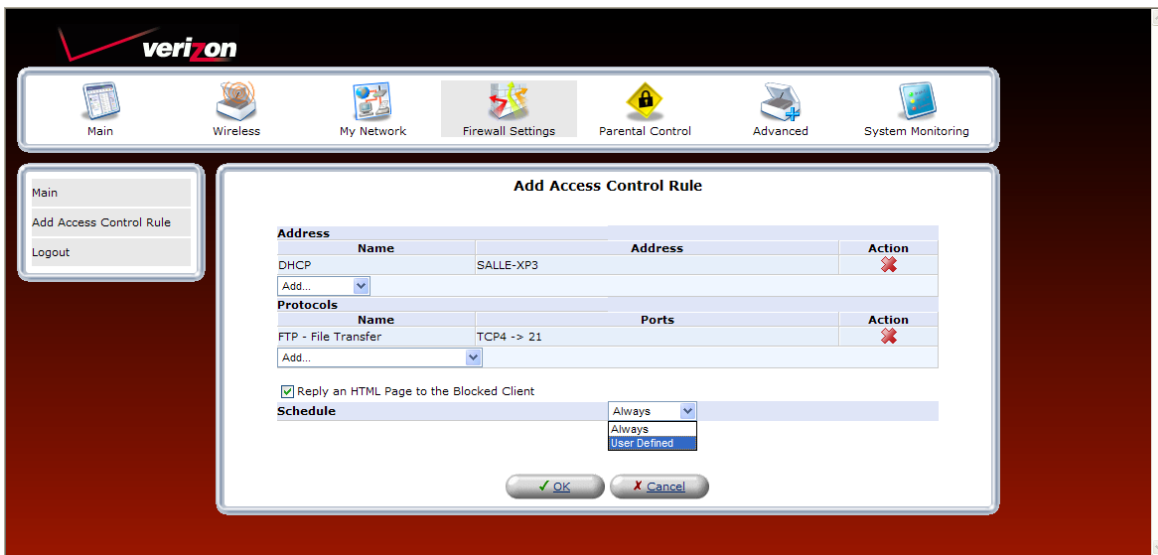 verizon
Main Wireless My Network Firewall Settings Parental Control Advanced System Monitoring
Main
Add Access Control Rule
Logout
Add Access Control Rule
Address
Name Address Action
DHCP SALLE-XP3
Add...
Protocols
Name Ports Action
FTP - File Transfer TCP4 -> 21
Add...
Reply an HTML Page to the Blocked Client
Schedule Always
Always
User Defined
OK Cancel